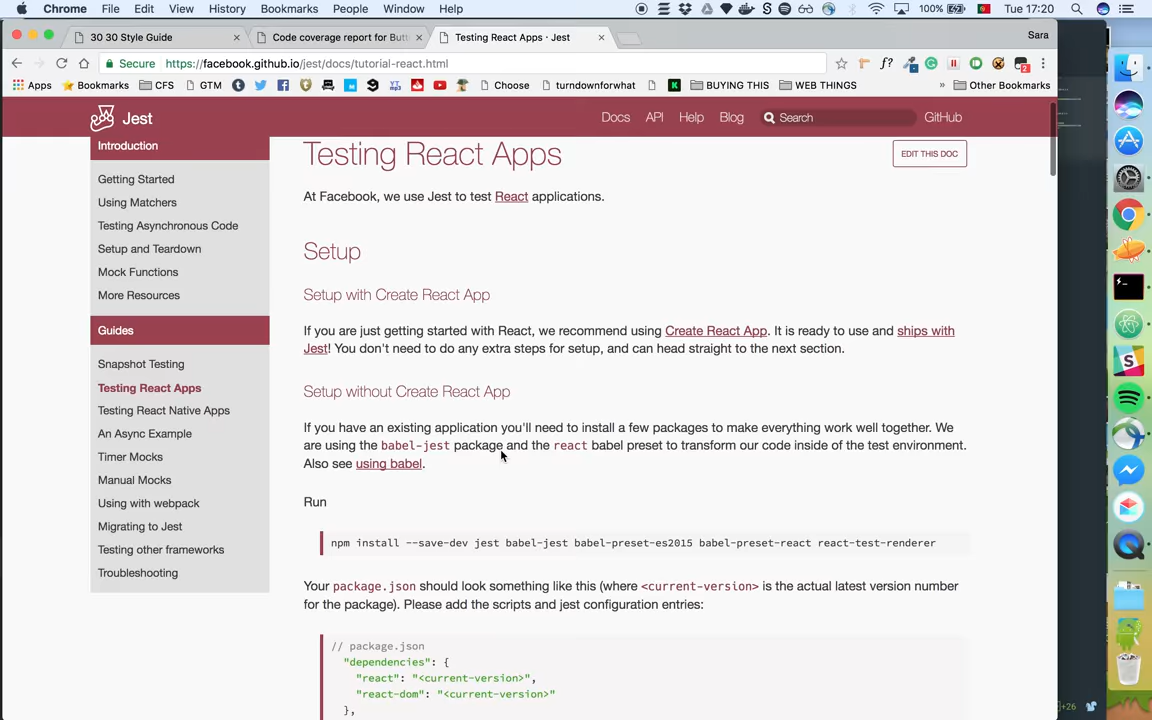 Chrome File Edit View History Bookmarks People Window Help 100% Tue 17:20
30 30 Style Guide
Code coverage report for Butt
Testing React Apps · Jest
Sara
Secure https://facebook.github.io/jest/docs/tutorial-react.html
Apps Bookmarks CFS GTM Choose turndownforwhat BUYING THIS WEB THINGS » Other Bookmarks
Jest
Docs API Help Blog Search GitHub
Introduction
Getting Started
Using Matchers
Testing Asynchronous Code
Setup and Teardown
Mock Functions
More Resources
Guides
Snapshot Testing
Testing React Apps
Testing React Native Apps
An Async Example
Timer Mocks
Manual Mocks
Using with webpack
Migrating to Jest
Testing other frameworks
Troubleshooting
Testing React Apps
EDIT THIS DOC
At Facebook, we use Jest to test React applications.
Setup
Setup with Create React App
If you are just getting started with React, we recommend using Create React App. It is ready to use and ships with
Jest! You don't need to do any extra steps for setup, and can head straight to the next section.
Setup without Create React App
If you have an existing application you'll need to install a few packages to make everything work well together. We
are using the babel-jest package and the react babel preset to transform our code inside of the test environment.
Also see using babel.
Run
npm install --save-dev jest babel-jest babel-preset-es2015 babel-preset-react react-test-renderer
Your package.json should look something like this (where <current-version> is the actual latest version number
for the package). Please add the scripts and jest configuration entries:
// package.json
"dependencies": {
"react": "<current-version>",
"react-dom": "<current-version>"
},
+26